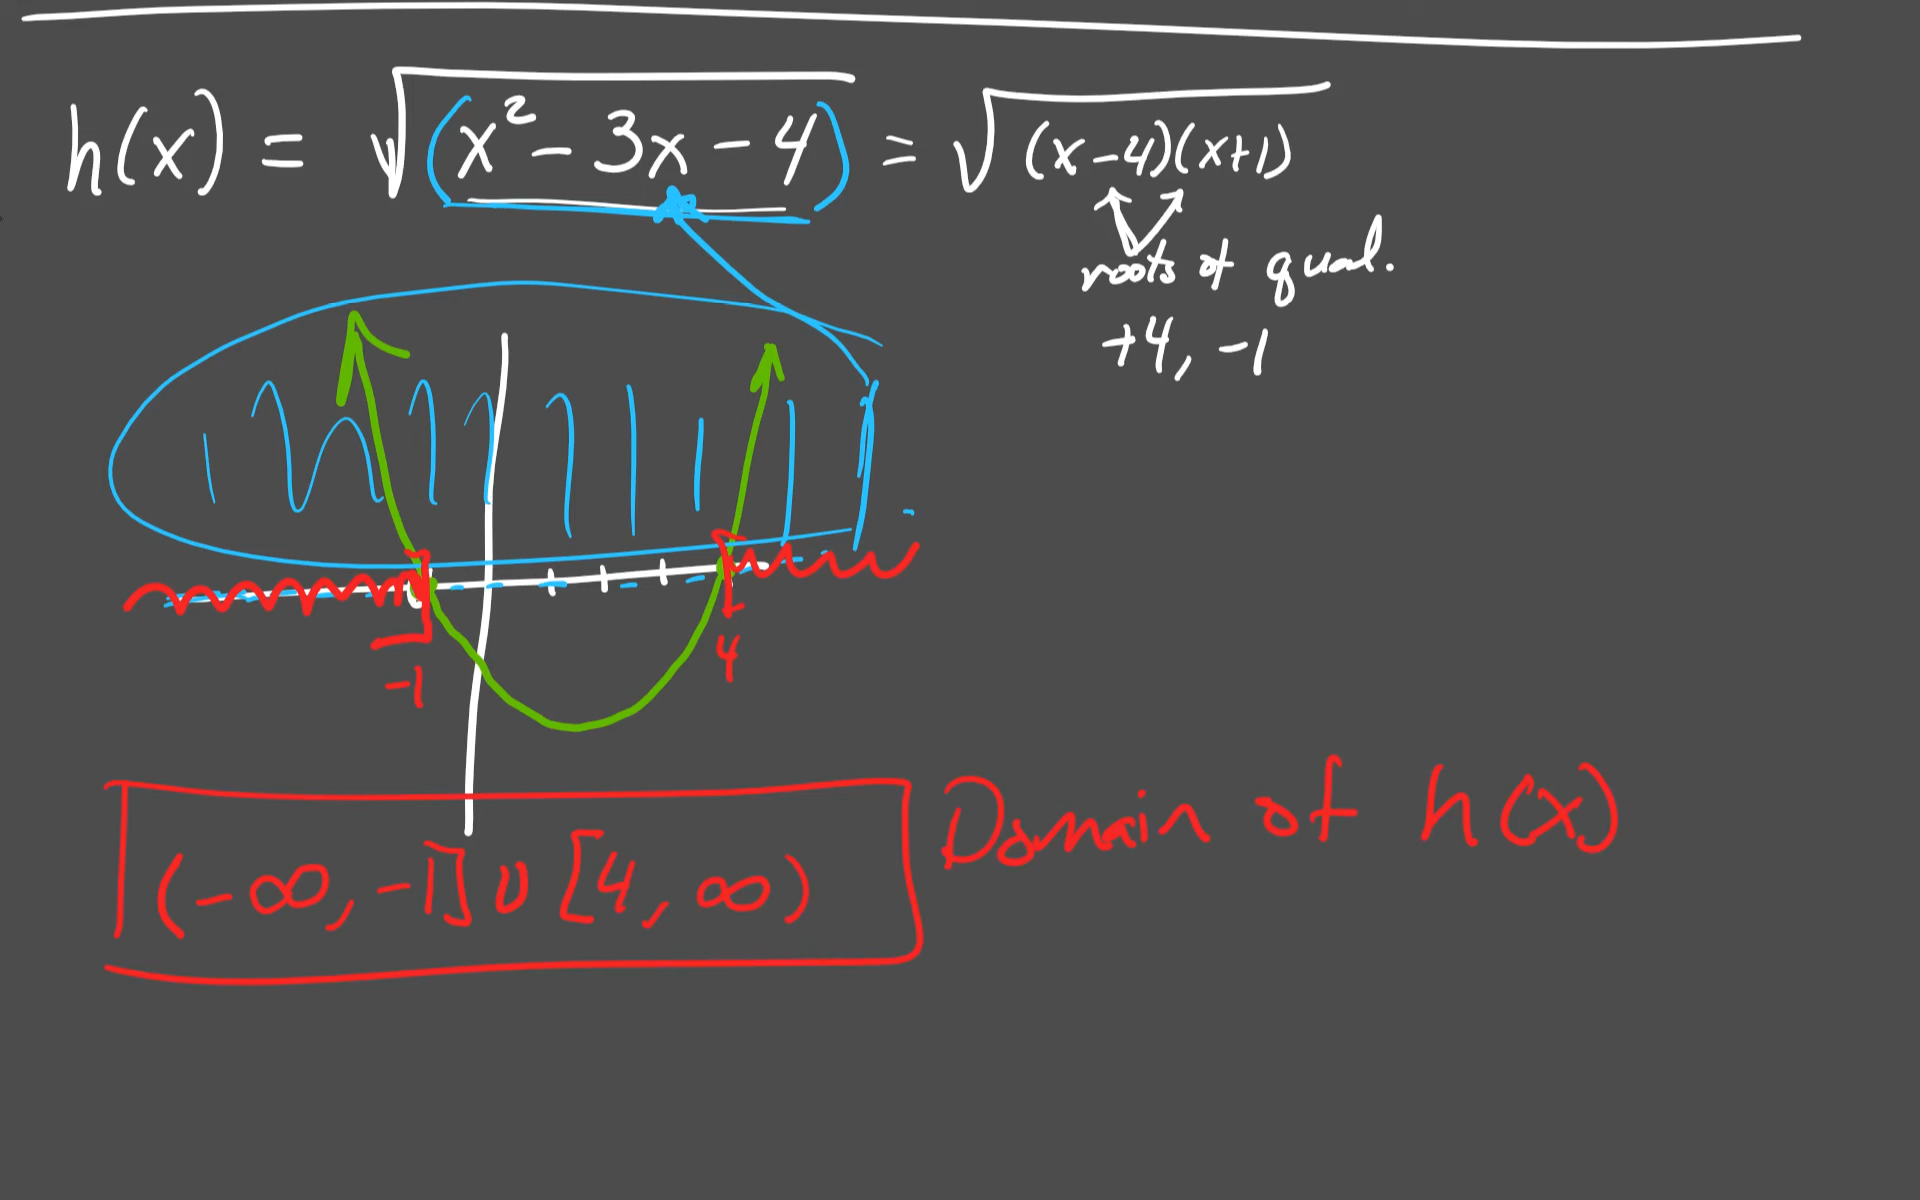 h(x) = √(x² - 3x - 4) = √(x-4)(x+1)
roots of quad.
+4, -1
-1
4
(-∞, -1] ∪ [4, ∞) Domain of h(x)